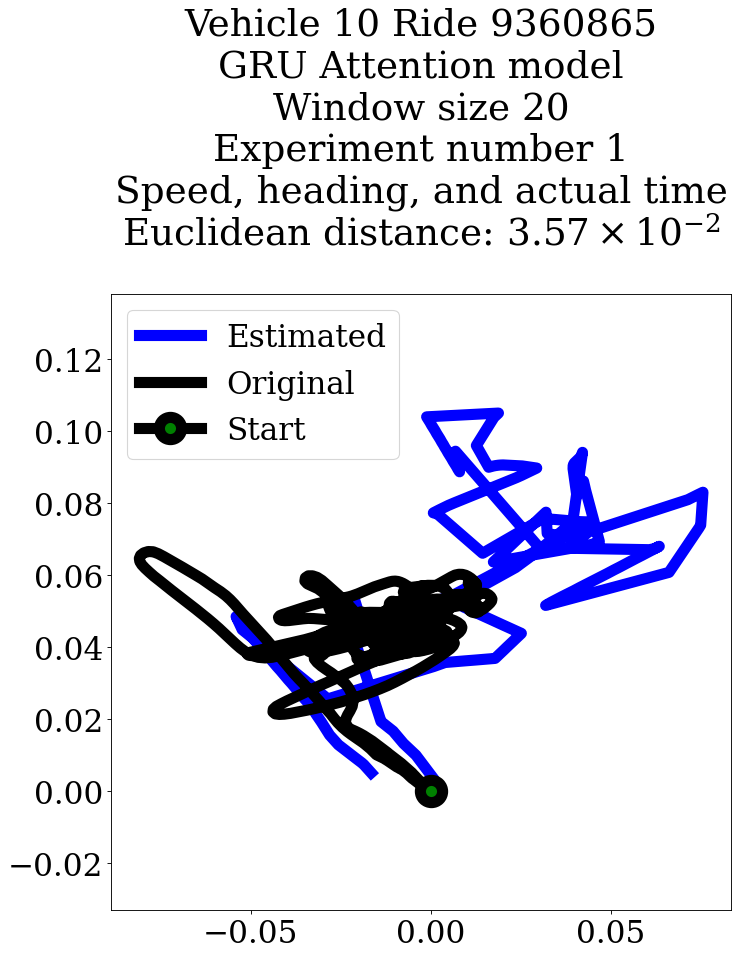 Vehicle 10 Ride 9360865
GRU Attention model
Window size 20
Experiment number 1
Speed, heading, and actual time
Euclidean distance: 3.57 × 10⁻²
Estimated
Original
Start
0.12
0.10
0.08
0.06
0.04
0.02
0.00
−0.02
−0.05 0.00 0.05